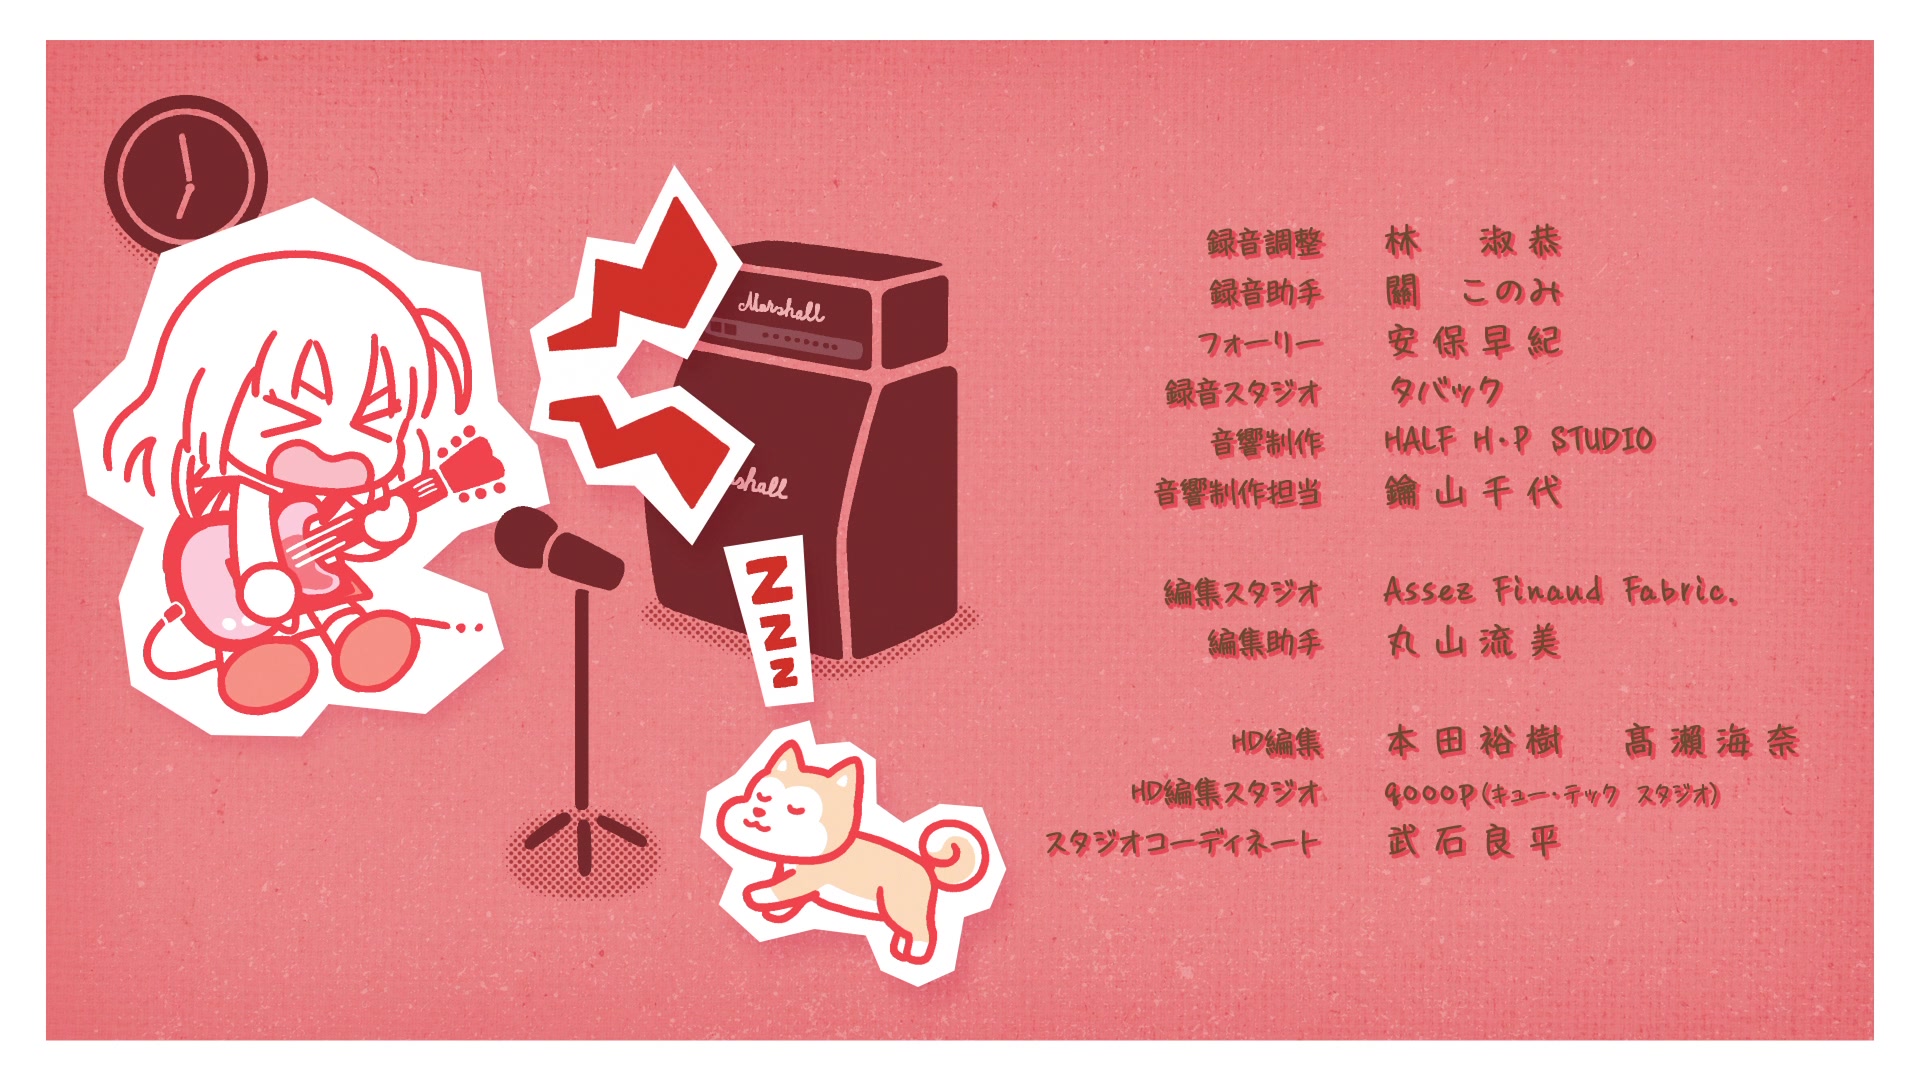 Marshall
shall
N
N
N
録音調整 林 淑恭
録音助手 關 このみ
フォーリー 安保早紀
録音スタジオ タバック
音響制作 HALF H・P STUDIO
音響制作担当 鑰山千代
編集スタジオ Assez Finaud Fabric.
編集助手 丸山流美
HD編集 本田裕樹 髙瀬海奈
HD編集スタジオ qooop(キュー・テック スタジオ)
スタジオコーディネート 武石良平